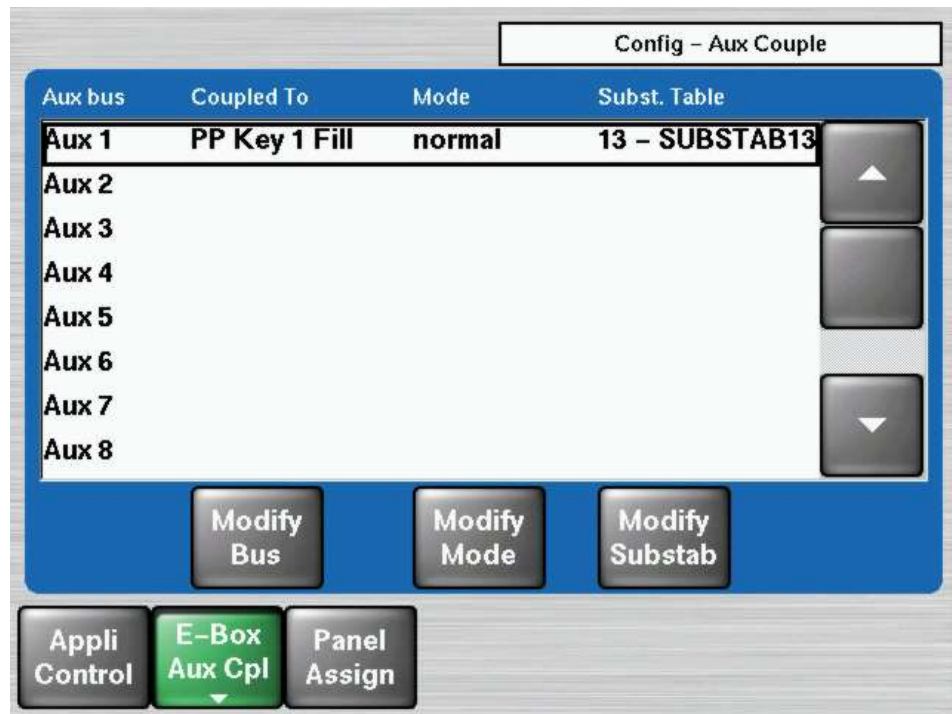 Config – Aux Couple
Aux bus Coupled To Mode Subst. Table
Aux 1 PP Key 1 Fill normal 13 – SUBSTAB13
Aux 2
Aux 3
Aux 4
Aux 5
Aux 6
Aux 7
Aux 8
Modify Bus
Modify Mode
Modify Substab
Appli Control
E–Box Aux Cpl
Panel Assign